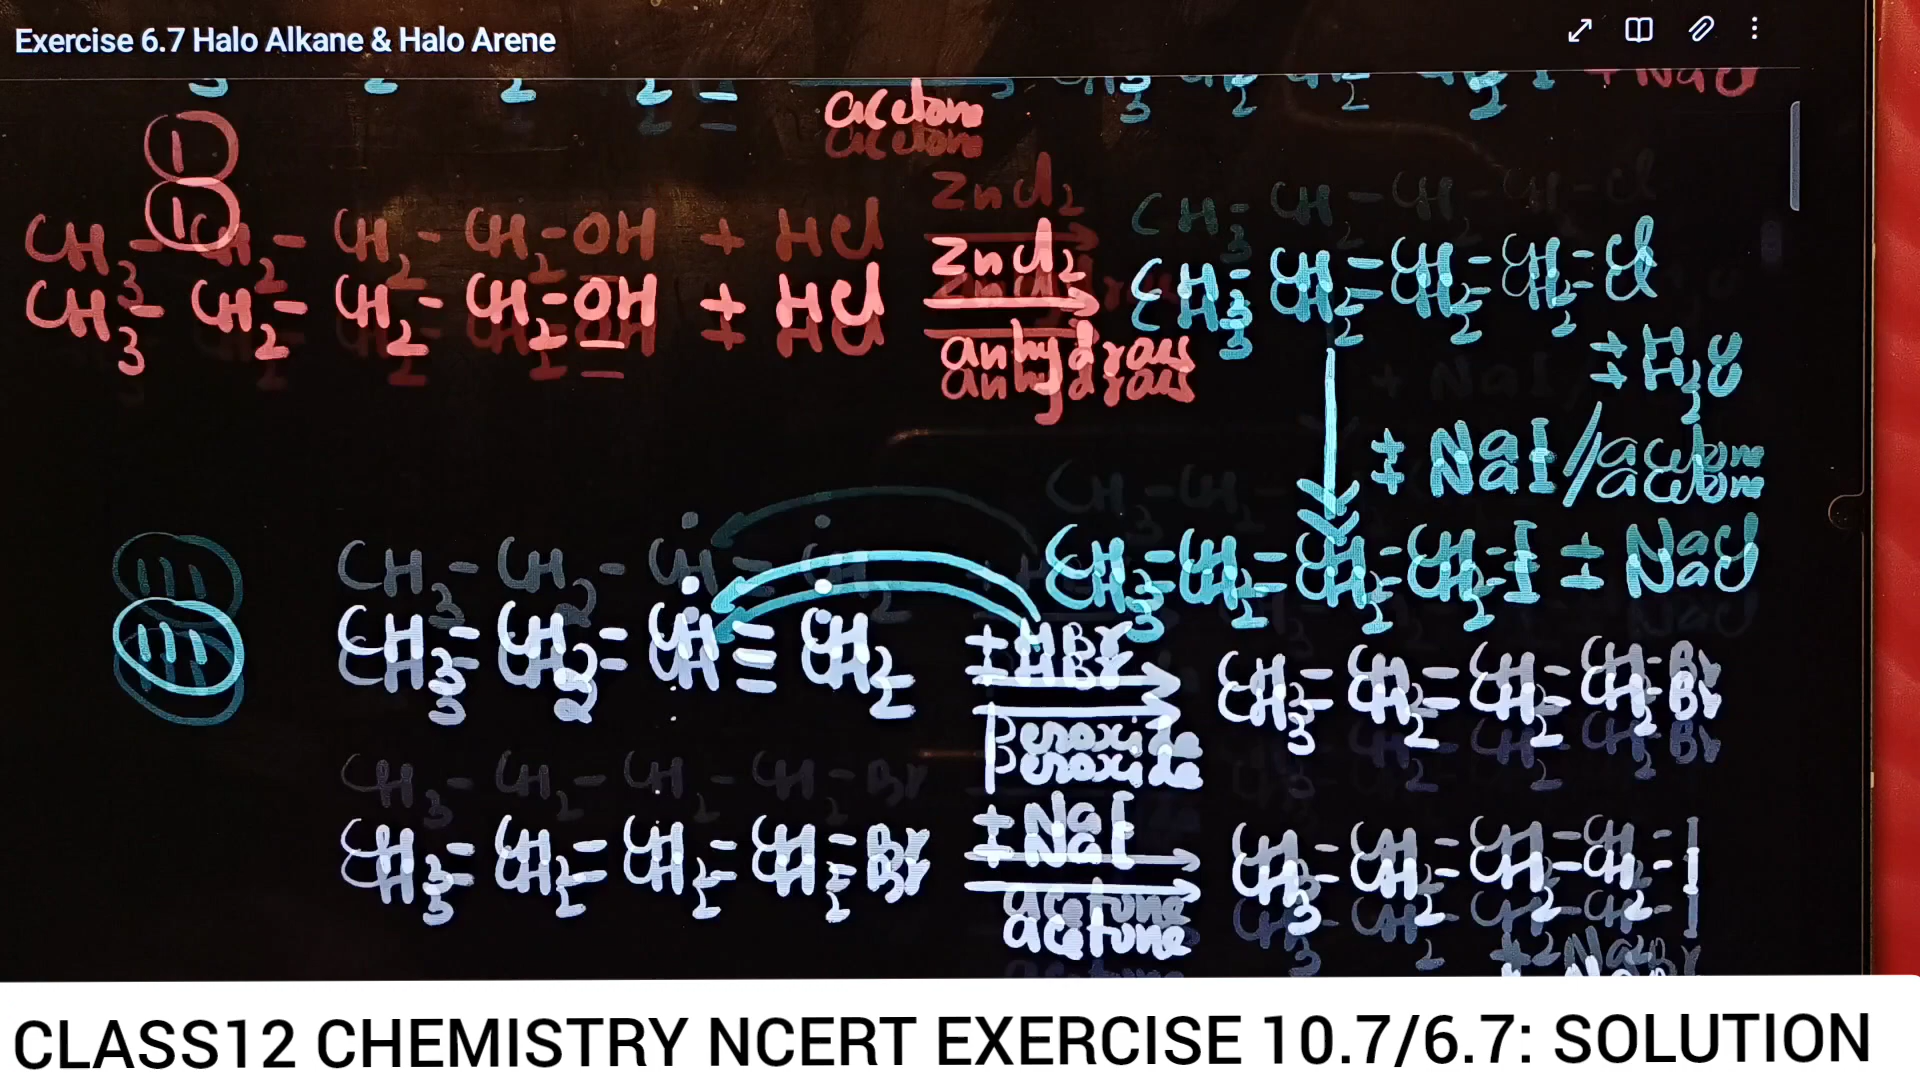 Exercise 6.7 Halo Alkane & Halo Arene
acetone
CH3-CH2-CH2-CH2-OH + HCl ZnCl2 anhydrous CH3-CH2-CH2-CH2-Cl
+ H2O
+ NaI/acetone
CH3-CH2-CH2-CH2-I + NaCl
III CH3-CH2-CH=CH2 + HBr Peroxide CH3-CH2-CH2-CH2-Br
CH3-CH2-CH2-CH2-Br + NaI acetone CH3-CH2-CH2-CH2-I
+ NaBr
CLASS12 CHEMISTRY NCERT EXERCISE 10.7/6.7: SOLUTION